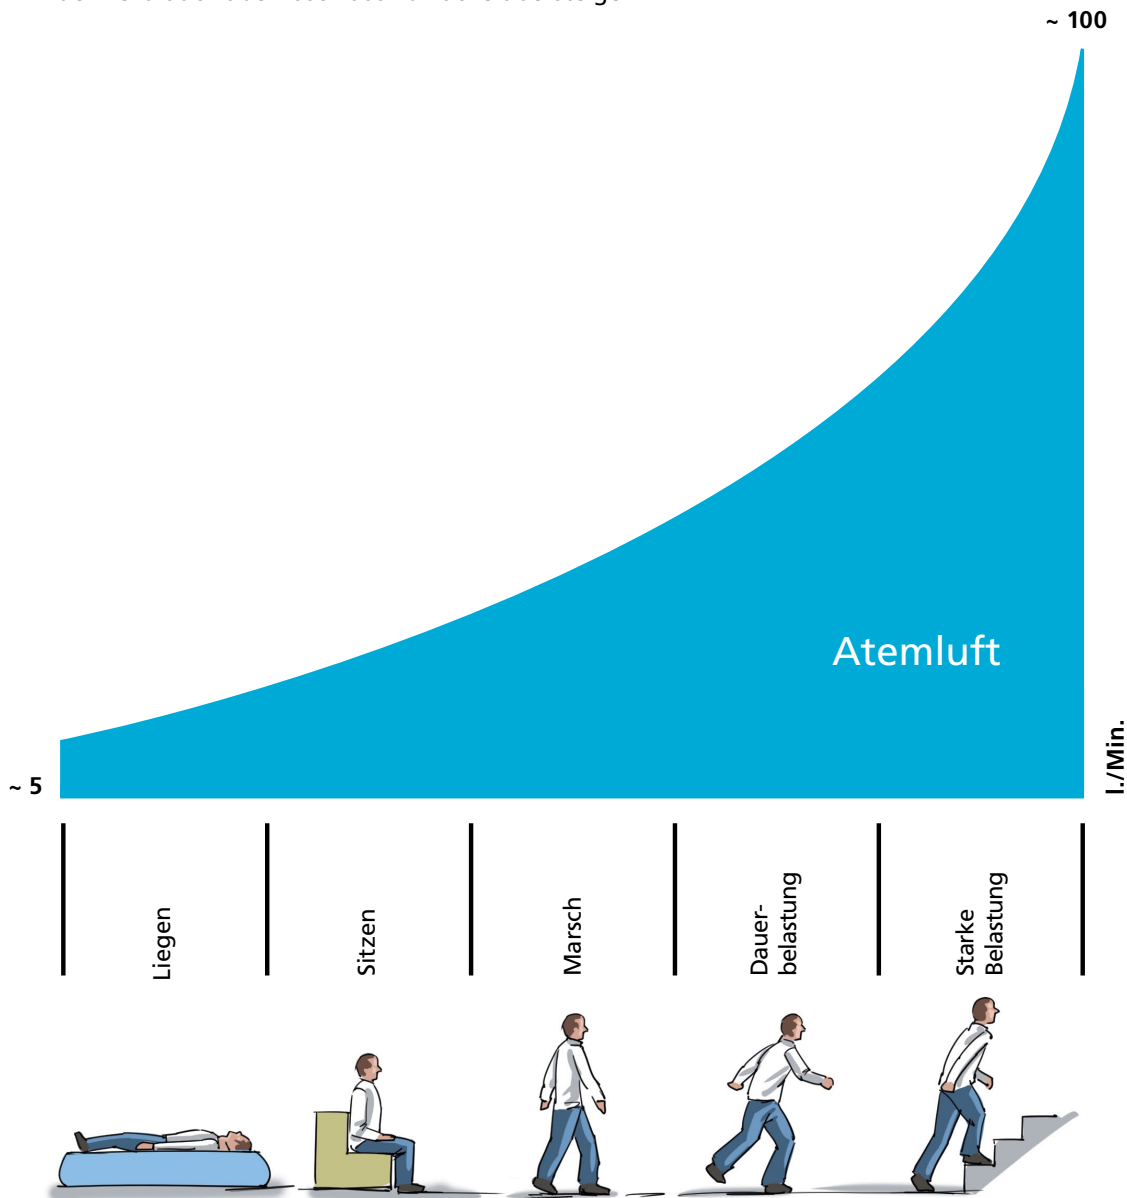 ~ 100
Atemluft
l./Min.
~ 5
Liegen
Sitzen
Marsch
Dauer-
belastung
Starke
Belastung